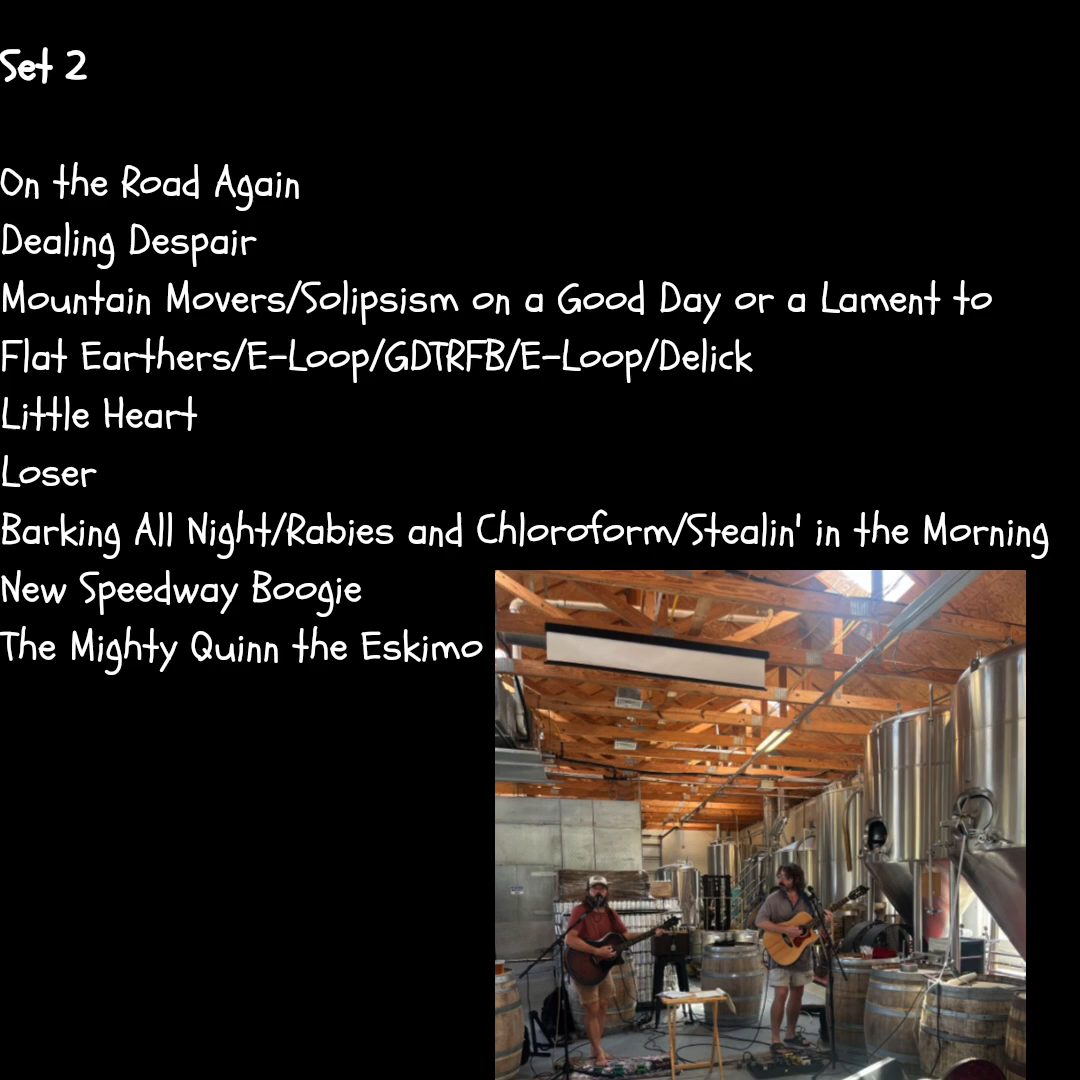 Set 2
On the Road Again
Dealing Despair
Mountain Movers/Solipsism on a Good Day or a Lament to
Flat Earthers/E-Loop/GDTRFB/E-Loop/Delick
Little Heart
Loser
Barking All Night/Rabies and Chloroform/Stealin' in the Morning
New Speedway Boogie
The Mighty Quinn the Eskimo